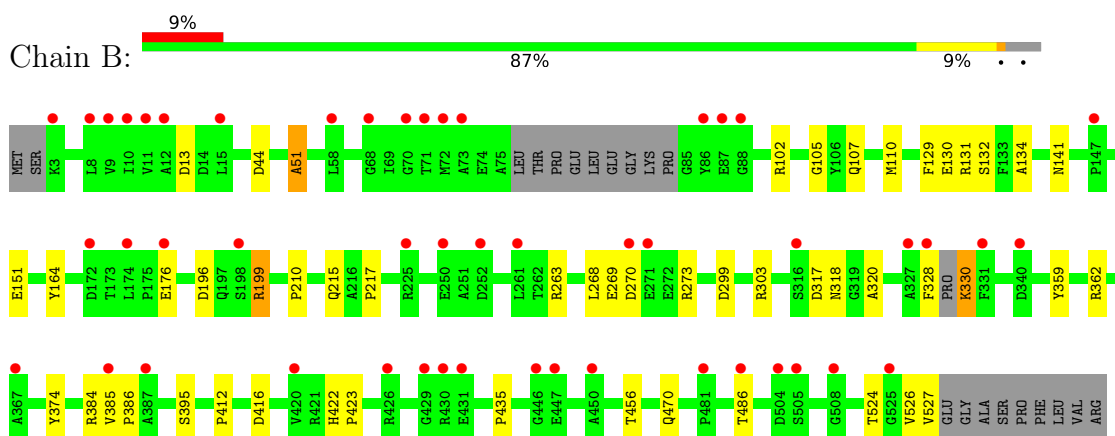 9%
Chain B:
87% 9% • •
MET SER K3 L8 V9 I10 V11 A12 D13 D14 L15 D44 A51 L58 G68 I69 G70 T71 M72 A73 E74 A75 LEU THR PRO GLU LEU LEU GLU GLY LYS PRO G85 Y86 E87 G88 R102 G105 Y106 Q107 M110 F129 E130 R131 S132 F133 A134 N141 P147
E151 Y164 D172 T173 L174 P175 E176 D196 Q197 S198 R199 P210 Q215 A216 P217 R225 E250 A251 D252 L261 T262 R263 L268 E269 D270 E271 E272 R273 D299 R303 S316 D317 N318 G319 A320 A327 F328 PRO K330 F331 D340 Y359 R362
A367 Y374 R384 V385 P386 A387 S395 P412 D416 V420 R421 H422 P423 R426 G429 R430 E431 P435 G446 E447 A450 T456 Q470 P481 T486 D504 S505 G508 T524 G525 V526 V527 GLU GLY ALA SER PRO PHE LEU VAL ARG